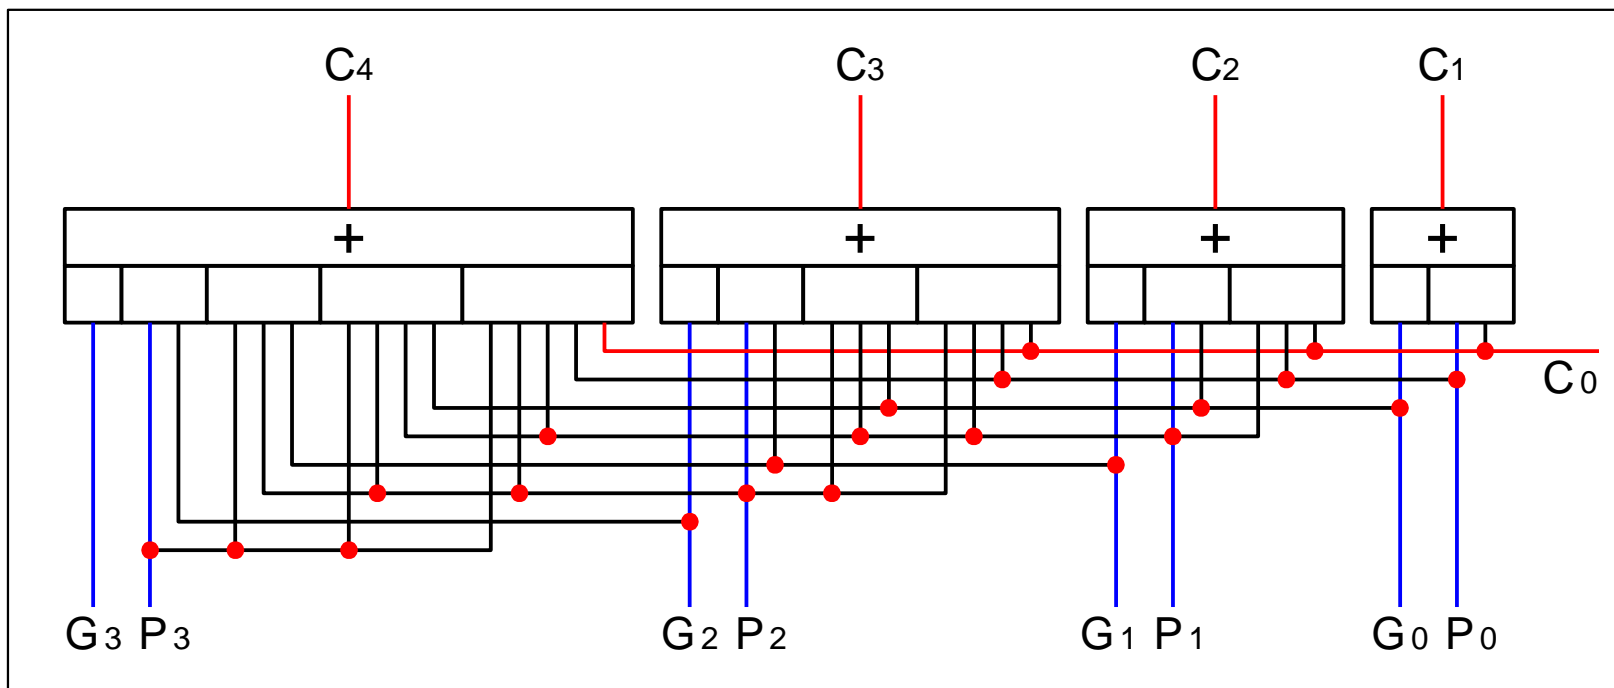 C4 C3 C2 C1
+ + + +
C0
G3 P3 G2 P2 G1 P1 G0 P0